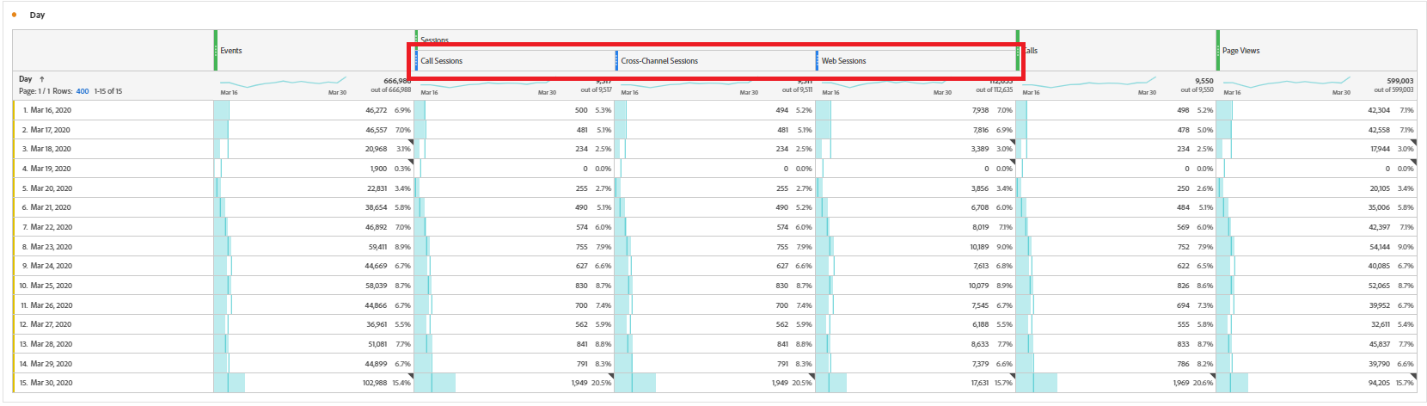 Day
Events
Sessions
Calls
Page Views
Call Sessions
Cross-Channel Sessions
Web Sessions
Day ↑
Page: 1 / 1 Rows: 400 1-15 of 15
Mar 16 Mar 30 666,988 out of 666,988
Mar 16 Mar 30 9,517 out of 9,517
Mar 16 Mar 30 9,511 out of 9,511
Mar 16 Mar 30 112,635 out of 112,635
Mar 16 Mar 30 9,550 out of 9,550
Mar 16 Mar 30 599,003 out of 599,003
1. Mar 16, 2020 46,272 6.9% 500 5.3% 494 5.2% 7,938 7.0% 498 5.2% 42,304 7.1%
2. Mar 17, 2020 46,557 7.0% 481 5.1% 481 5.1% 7,816 6.9% 478 5.0% 42,558 7.1%
3. Mar 18, 2020 20,968 3.1% 234 2.5% 234 2.5% 3,389 3.0% 234 2.5% 17,944 3.0%
4. Mar 19, 2020 1,900 0.3% 0 0.0% 0 0.0% 0 0.0% 0 0.0% 0 0.0%
5. Mar 20, 2020 22,831 3.4% 255 2.7% 255 2.7% 3,856 3.4% 250 2.6% 20,105 3.4%
6. Mar 21, 2020 38,654 5.8% 490 5.1% 490 5.2% 6,708 6.0% 484 5.1% 35,006 5.8%
7. Mar 22, 2020 46,892 7.0% 574 6.0% 574 6.0% 8,019 7.1% 569 6.0% 42,397 7.1%
8. Mar 23, 2020 59,411 8.9% 755 7.9% 755 7.9% 10,189 9.0% 752 7.9% 54,144 9.0%
9. Mar 24, 2020 44,669 6.7% 627 6.6% 627 6.6% 7,613 6.8% 622 6.5% 40,085 6.7%
10. Mar 25, 2020 58,039 8.7% 830 8.7% 830 8.7% 10,079 8.9% 826 8.6% 52,065 8.7%
11. Mar 26, 2020 44,866 6.7% 700 7.4% 700 7.4% 7,545 6.7% 694 7.3% 39,952 6.7%
12. Mar 27, 2020 36,961 5.5% 562 5.9% 562 5.9% 6,188 5.5% 555 5.8% 32,611 5.4%
13. Mar 28, 2020 51,081 7.7% 841 8.8% 841 8.8% 8,633 7.7% 833 8.7% 45,837 7.7%
14. Mar 29, 2020 44,899 6.7% 791 8.3% 791 8.3% 7,379 6.6% 786 8.2% 39,790 6.6%
15. Mar 30, 2020 102,988 15.4% 1,949 20.5% 1,949 20.5% 17,631 15.7% 1,969 20.6% 94,205 15.7%